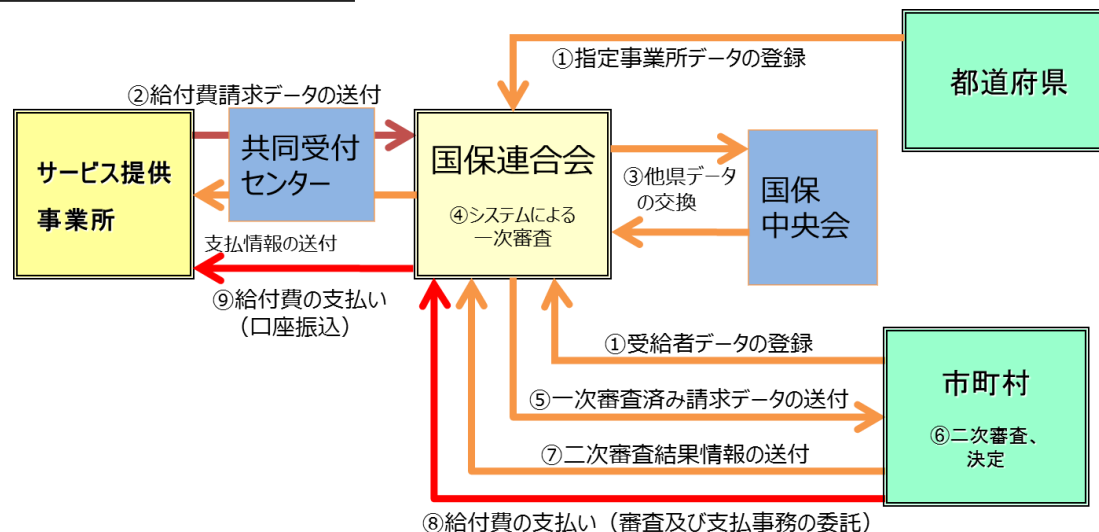 ①指定事業所データの登録
都道府県
②給付費請求データの送付
共同受付
センター
サービス提供
事業所
国保連合会
④システムによる
一次審査
③他県データ
の交換
国保
中央会
支払情報の送付
⑨給付費の支払い
（口座振込）
①受給者データの登録
⑤一次審査済み請求データの送付
市町村
⑥二次審査、
決定
⑦二次審査結果情報の送付
⑧給付費の支払い（審査及び支払事務の委託）